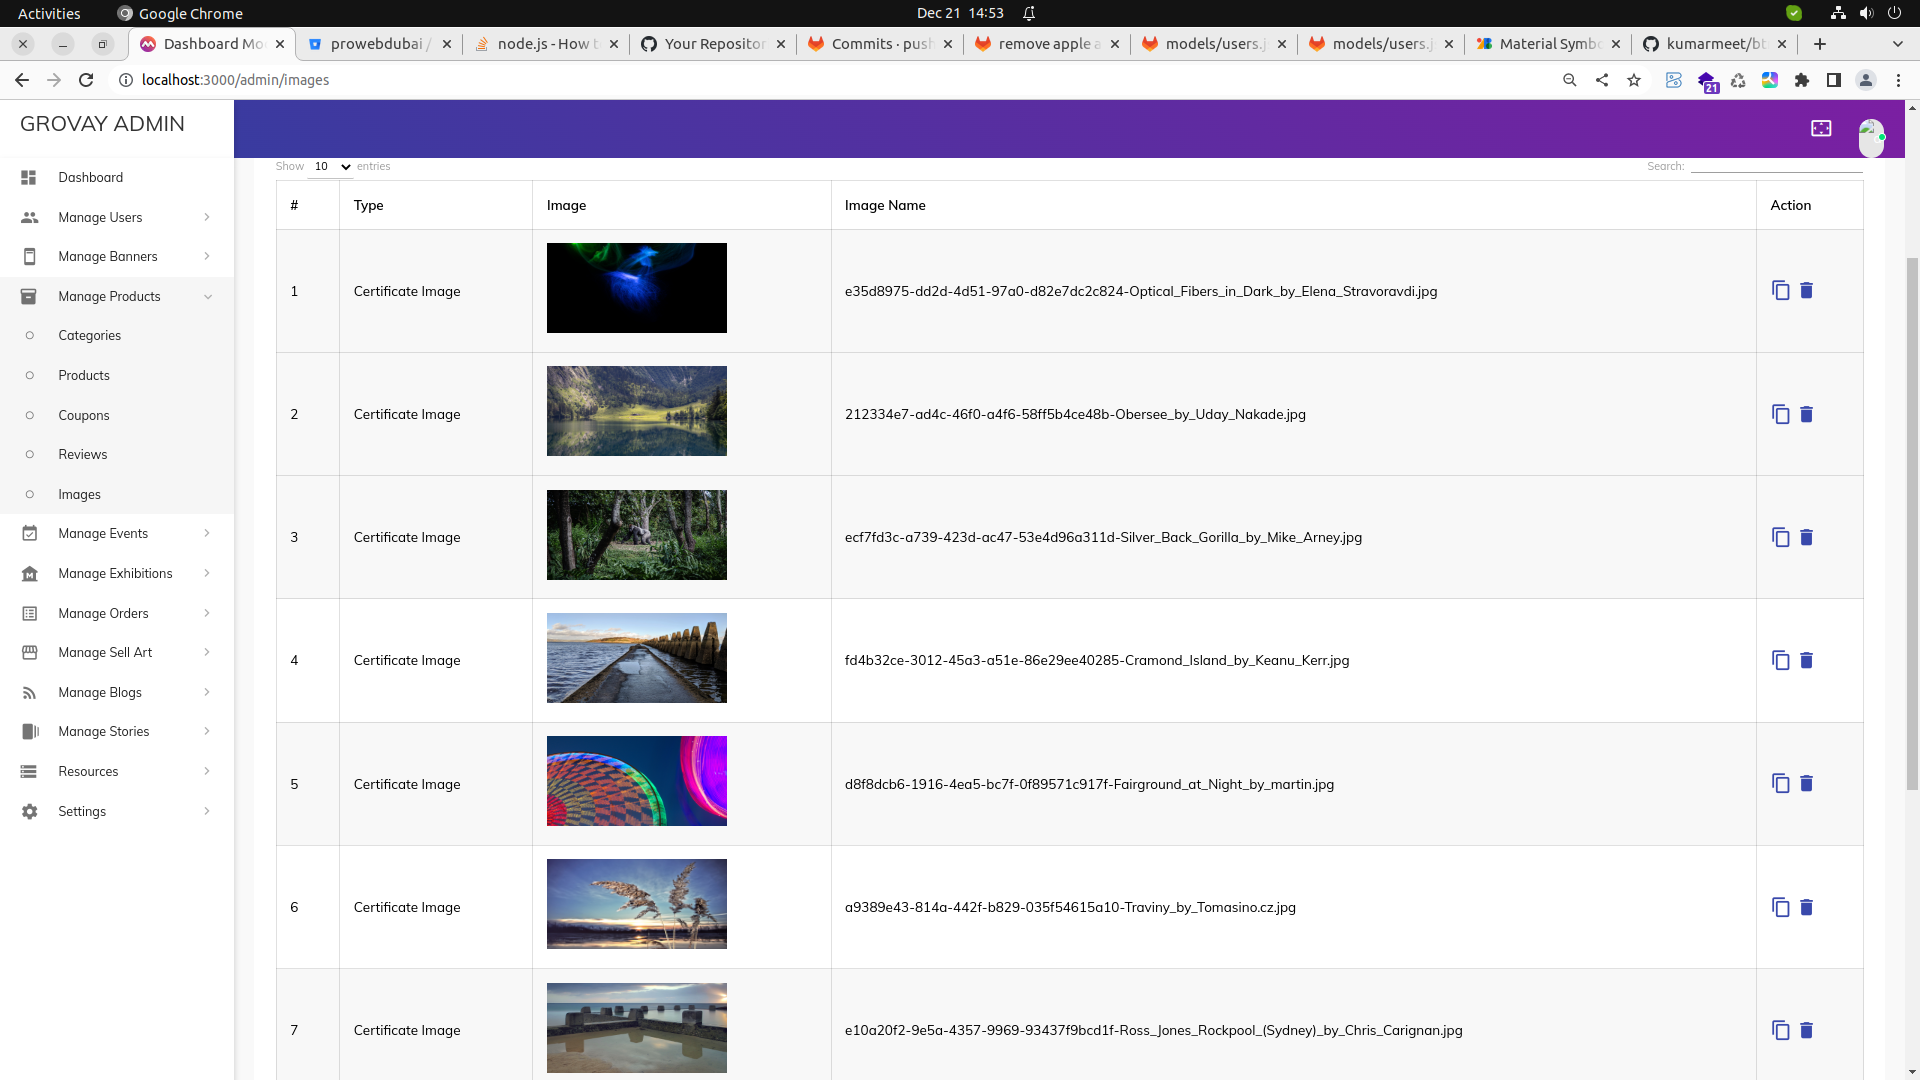 Activities
Google Chrome
Dec 21 14:53
Dashboard Mo
prowebdubai /
node.js - How t
Your Repositor
Commits · push
remove apple a
models/users.j
models/users.j
Material Symbo
kumarmeet/bt
localhost:3000/admin/images
21
GROVAY ADMIN
Dashboard
Manage Users
Manage Banners
Manage Products
Categories
Products
Coupons
Reviews
Images
Manage Events
Manage Exhibitions
Manage Orders
Manage Sell Art
Manage Blogs
Manage Stories
Resources
Settings
Show 10 entries
Search:
# Type Image Image Name Action
1 Certificate Image e35d8975-dd2d-4d51-97a0-d82e7dc2c824-Optical_Fibers_in_Dark_by_Elena_Stravoravdi.jpg
2 Certificate Image 212334e7-ad4c-46f0-a4f6-58ff5b4ce48b-Obersee_by_Uday_Nakade.jpg
3 Certificate Image ecf7fd3c-a739-423d-ac47-53e4d96a311d-Silver_Back_Gorilla_by_Mike_Arney.jpg
4 Certificate Image fd4b32ce-3012-45a3-a51e-86e29ee40285-Cramond_Island_by_Keanu_Kerr.jpg
5 Certificate Image d8f8dcb6-1916-4ea5-bc7f-0f89571c917f-Fairground_at_Night_by_martin.jpg
6 Certificate Image a9389e43-814a-442f-b829-035f54615a10-Traviny_by_Tomasino.cz.jpg
7 Certificate Image e10a20f2-9e5a-4357-9969-93437f9bcd1f-Ross_Jones_Rockpool_(Sydney)_by_Chris_Carignan.jpg